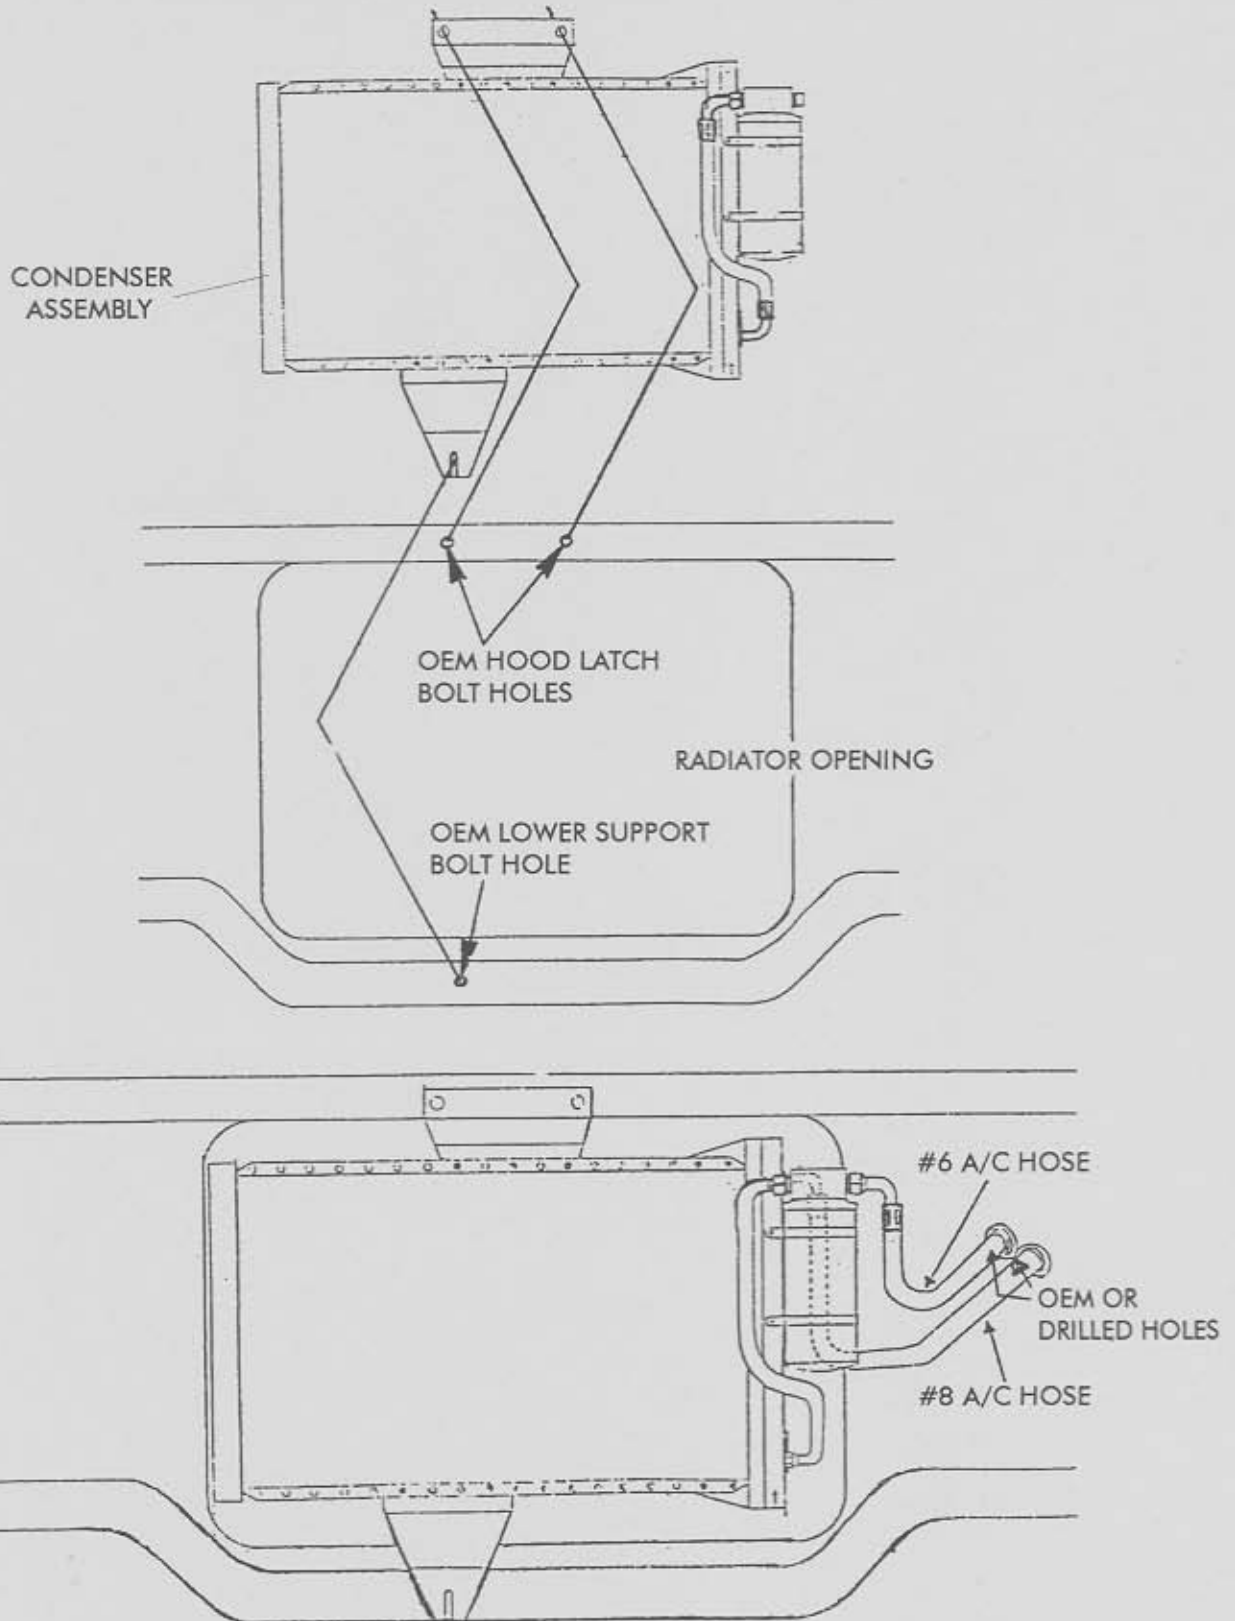 CONDENSER
ASSEMBLY
OEM HOOD LATCH
BOLT HOLES
RADIATOR OPENING
OEM LOWER SUPPORT
BOLT HOLE
#6 A/C HOSE
OEM OR
DRILLED HOLES
#8 A/C HOSE